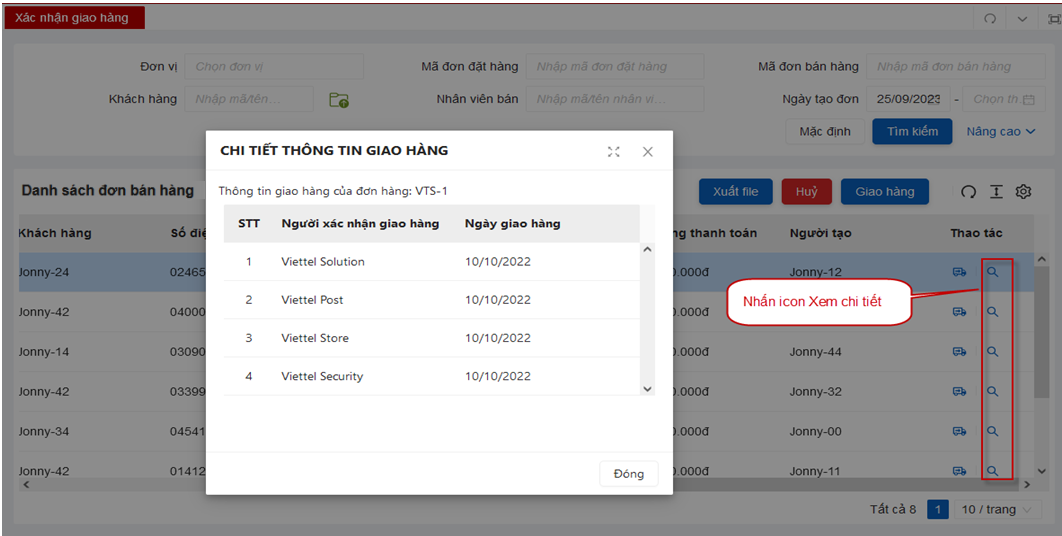 Xác nhận giao hàng
Đơn vị Chọn đơn vị Mã đơn đặt hàng Nhập mã đơn đặt hàng Mã đơn bán hàng Nhập mã đơn bán hàng
Khách hàng Nhập mã/tên... Nhân viên bán Nhập mã/tên nhân vi... Ngày tạo đơn 25/09/2023 - Chọn th
Mặc định Tìm kiếm Nâng cao
CHI TIẾT THÔNG TIN GIAO HÀNG
Danh sách đơn bán hàng Xuất file Huỷ Giao hàng
Thông tin giao hàng của đơn hàng: VTS-1
STT Người xác nhận giao hàng Ngày giao hàng
Khách hàng Số điệ ng thanh toán Người tạo Thao tác
1 Viettel Solution 10/10/2022
Jonny-24 02465 0.000đ Jonny-12
2 Viettel Post 10/10/2022
Nhấn icon Xem chi tiết
Jonny-42 04000 0.000đ
3 Viettel Store 10/10/2022
Jonny-14 03090 0.000đ Jonny-44
4 Viettel Security 10/10/2022
Jonny-42 03399 0.000đ Jonny-32
Jonny-34 04541 0.000đ Jonny-00
Jonny-42 01412 0.000đ Jonny-11
Đóng
Tất cả 8 1 10 / trang